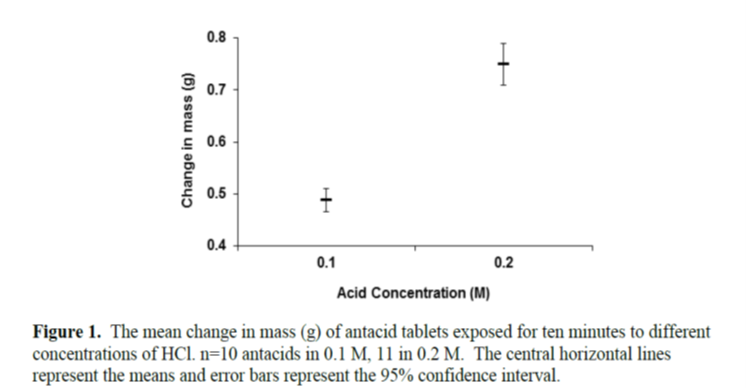 0.8
0.7
0.6
0.5
0.4
Change in mass (g)
0.1 0.2
Acid Concentration (M)
Figure 1. The mean change in mass (g) of antacid tablets exposed for ten minutes to different
concentrations of HCl. n=10 antacids in 0.1 M, 11 in 0.2 M. The central horizontal lines
represent the means and error bars represent the 95% confidence interval.